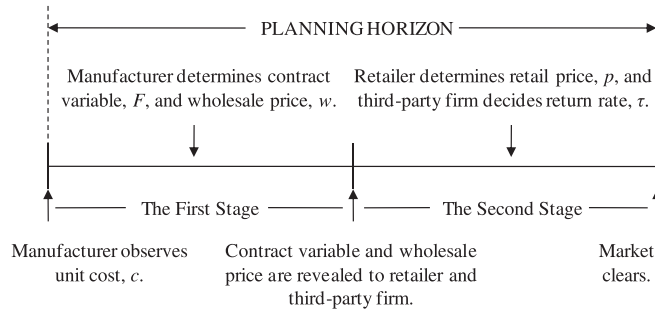 PLANNING HORIZON
Manufacturer determines contract
variable, F, and wholesale price, w.
Retailer determines retail price, p, and
third-party firm decides return rate, τ.
The First Stage
The Second Stage
Manufacturer observes
unit cost, c.
Contract variable and wholesale
price are revealed to retailer and
third-party firm.
Market
clears.